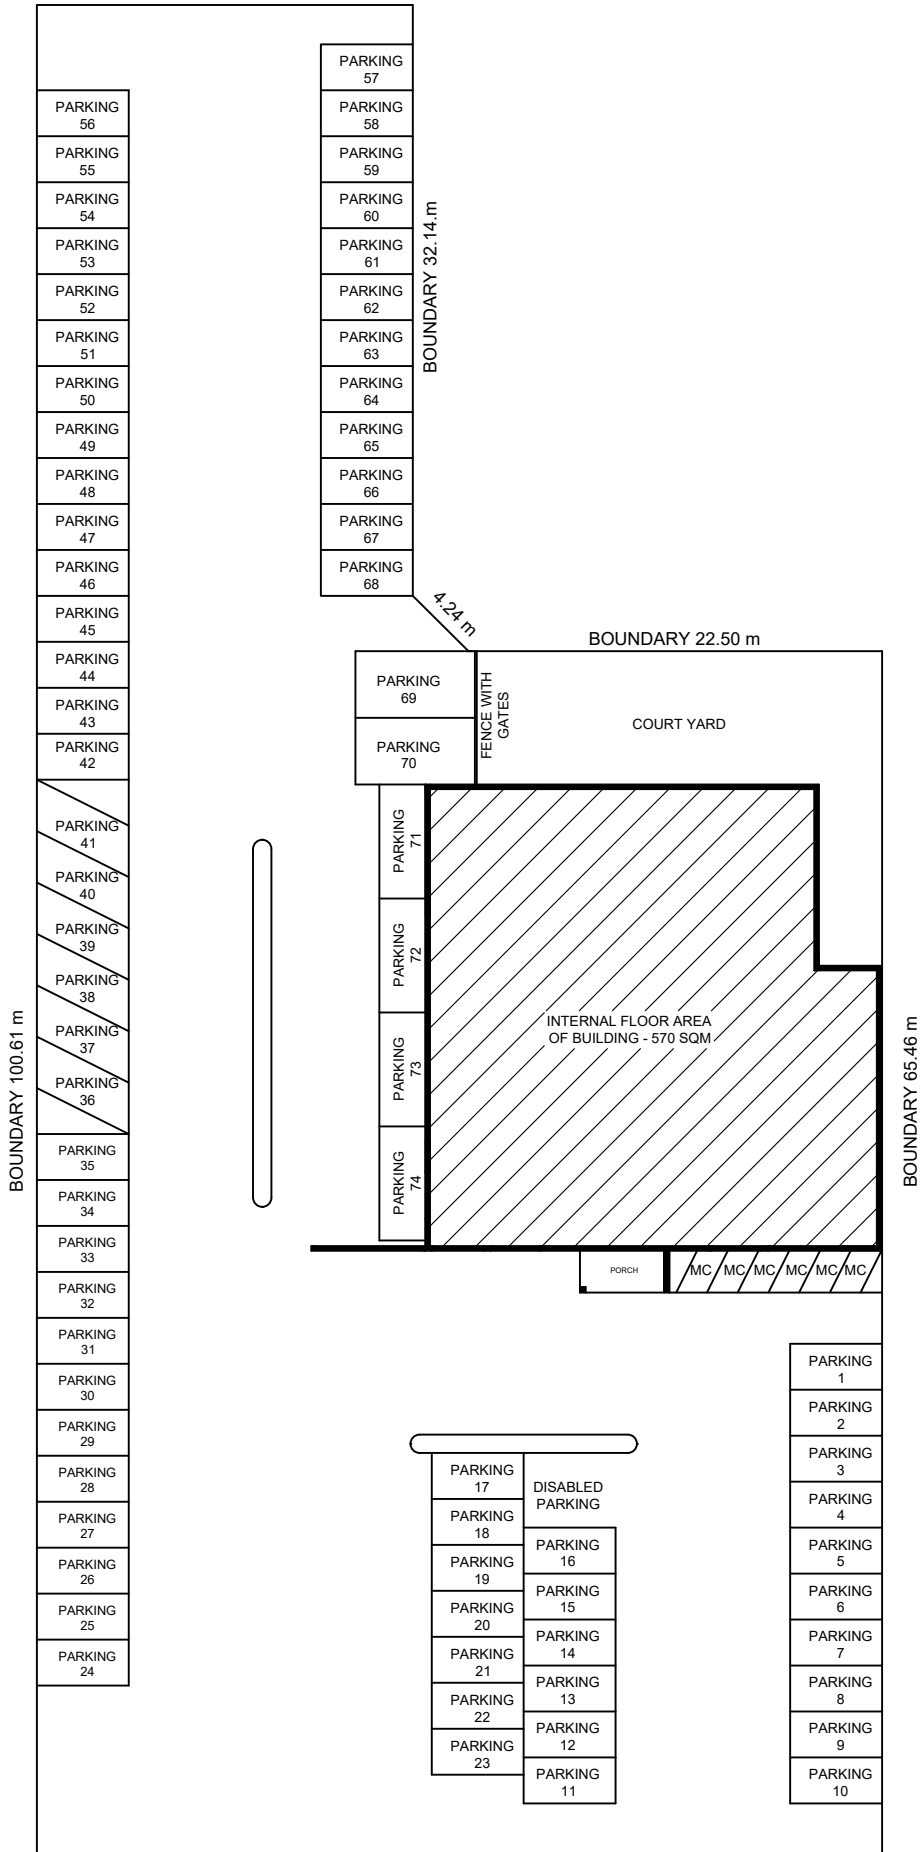 PARKING
57
PARKING
58
PARKING
59
PARKING
60
PARKING
61
PARKING
62
PARKING
63
PARKING
64
PARKING
65
PARKING
66
PARKING
67
PARKING
68
BOUNDARY 32.14.m
PARKING
56
PARKING
55
PARKING
54
PARKING
53
PARKING
52
PARKING
51
PARKING
50
PARKING
49
PARKING
48
PARKING
47
PARKING
46
PARKING
45
PARKING
44
PARKING
43
PARKING
42
PARKING
41
PARKING
40
PARKING
39
PARKING
38
PARKING
37
PARKING
36
PARKING
35
PARKING
34
PARKING
33
PARKING
32
PARKING
31
PARKING
30
PARKING
29
PARKING
28
PARKING
27
PARKING
26
PARKING
25
PARKING
24
BOUNDARY 100.61 m
4.24 m
BOUNDARY 22.50 m
PARKING
69
PARKING
70
FENCE WITH
GATES
COURT YARD
PARKING
71
PARKING
72
PARKING
73
PARKING
74
INTERNAL FLOOR AREA
OF BUILDING - 570 SQM
BOUNDARY 65.46 m
PORCH
MC
MC
MC
MC
MC
MC
PARKING
1
PARKING
2
PARKING
3
PARKING
4
PARKING
5
PARKING
6
PARKING
7
PARKING
8
PARKING
9
PARKING
10
PARKING
17
PARKING
18
PARKING
19
PARKING
20
PARKING
21
PARKING
22
PARKING
23
DISABLED
PARKING
PARKING
16
PARKING
15
PARKING
14
PARKING
13
PARKING
12
PARKING
11